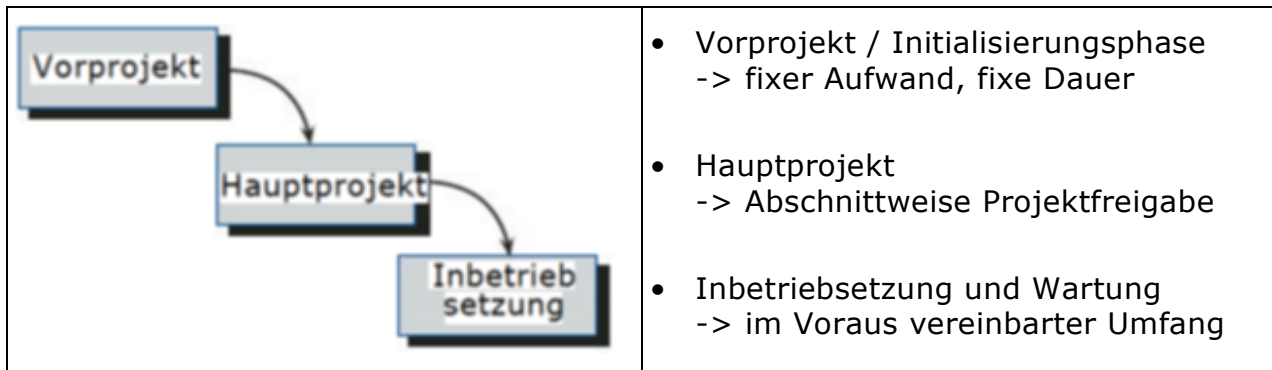 Vorprojekt
Hauptprojekt
Inbetrieb
setzung
• Vorprojekt / Initialisierungsphase
-> fixer Aufwand, fixe Dauer
• Hauptprojekt
-> Abschnittweise Projektfreigabe
• Inbetriebsetzung und Wartung
-> im Voraus vereinbarter Umfang